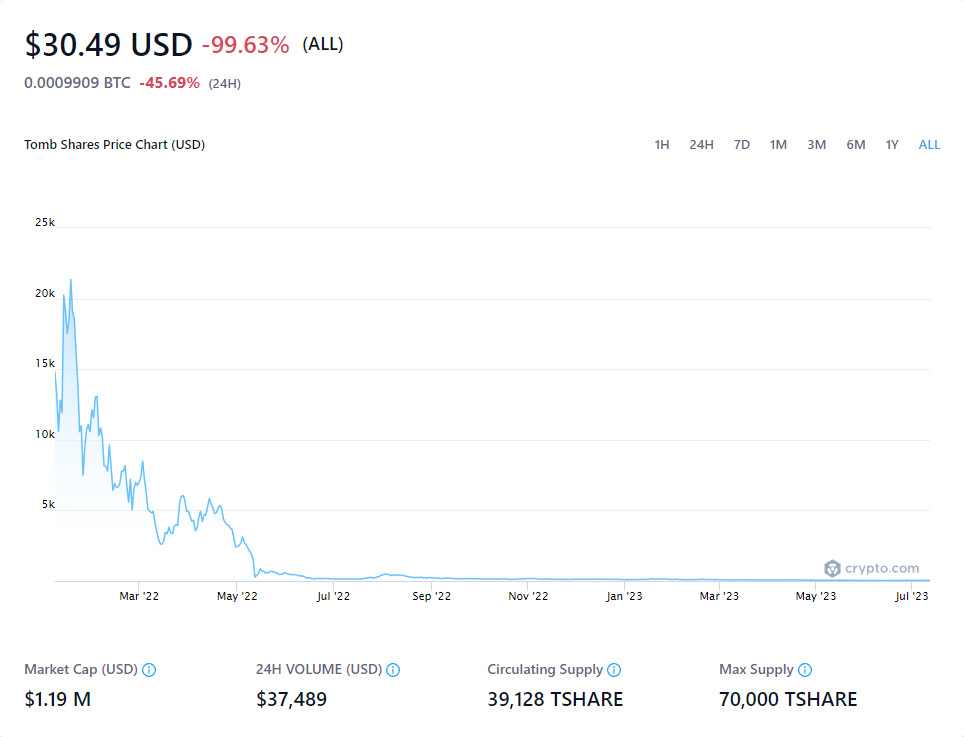 $30.49 USD -99.63% (ALL)
0.0009909 BTC -45.69% (24H)
Tomb Shares Price Chart (USD) 1H 24H 7D 1M 3M 6M 1Y ALL
25k
20k
15k
10k
5k
crypto.com
Mar '22 May '22 Jul '22 Sep '22 Nov '22 Jan '23 Mar '23 May '23 Jul '23
Market Cap (USD) 24H VOLUME (USD) Circulating Supply Max Supply
$1.19 M $37,489 39,128 TSHARE 70,000 TSHARE